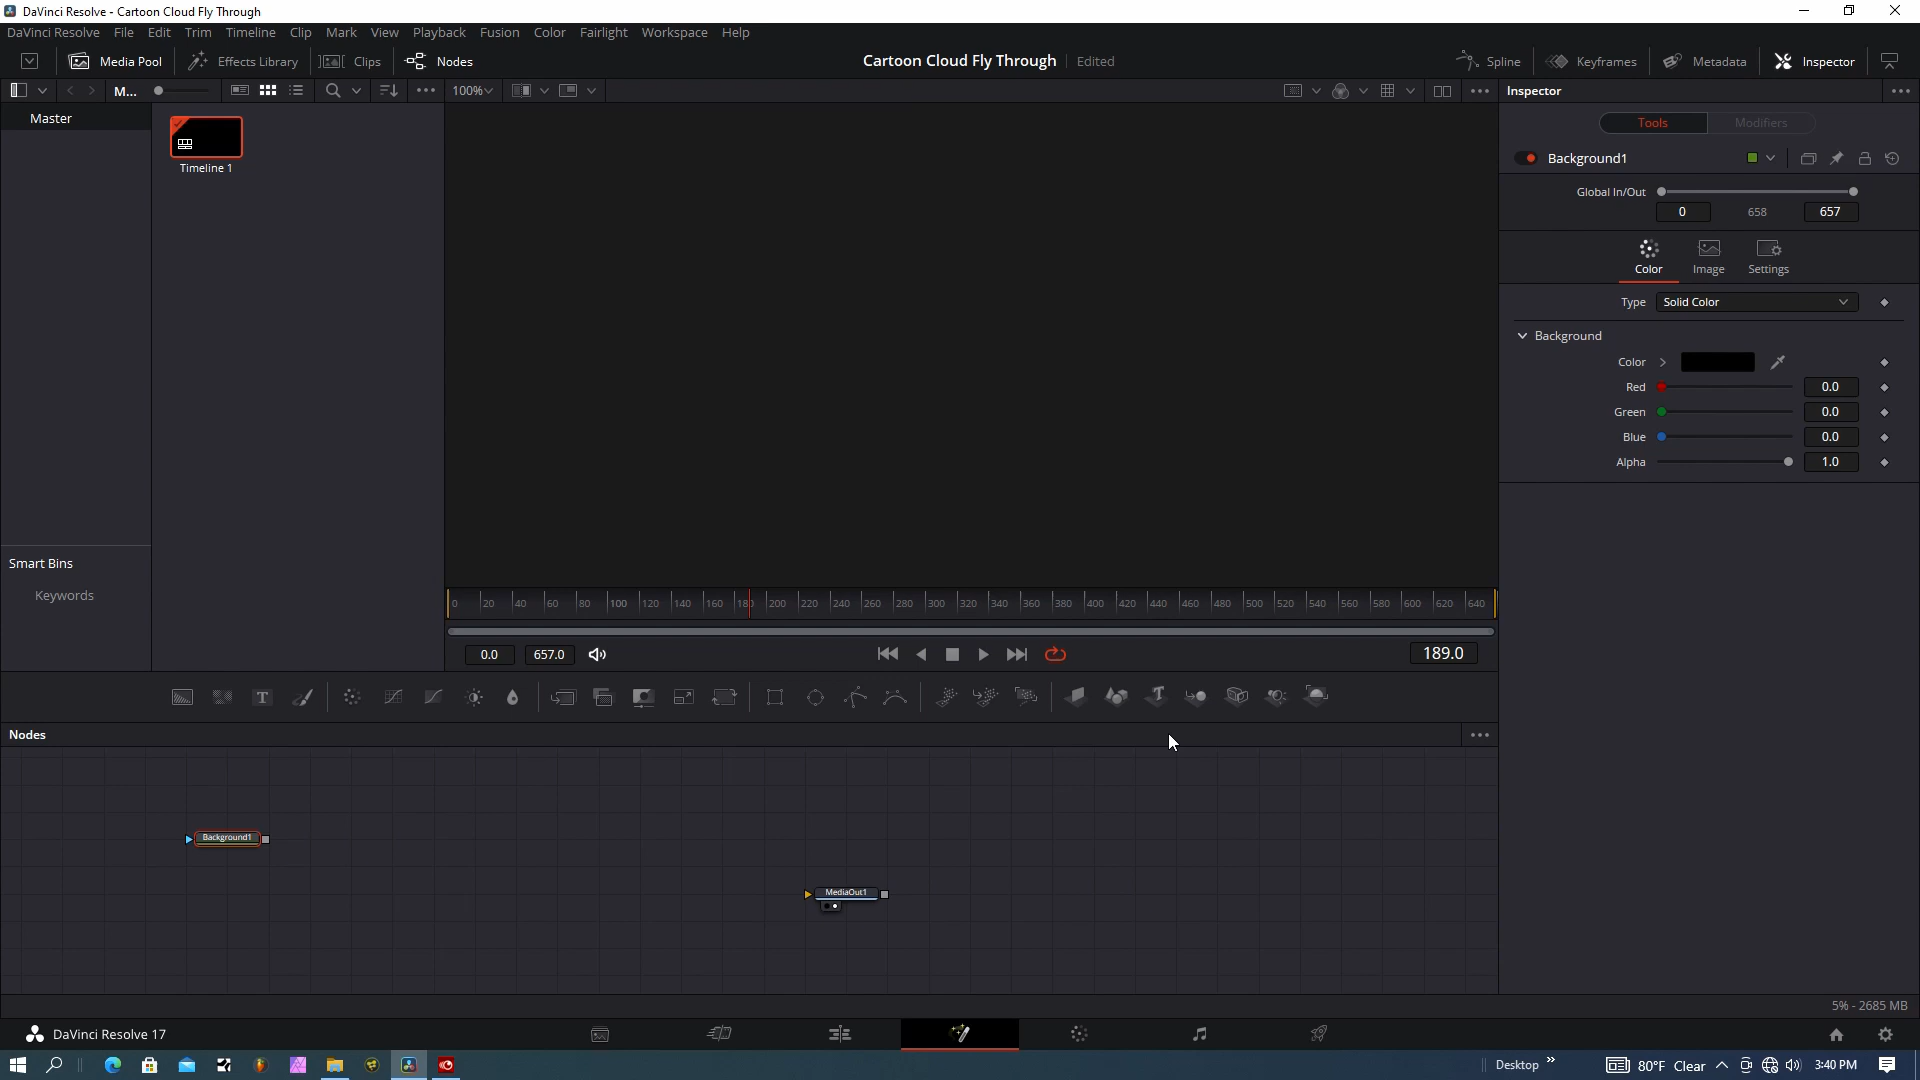 DaVinci Resolve - Cartoon Cloud Fly Through
DaVinci Resolve File Edit Trim Timeline Clip Mark View Playback Fusion Color Fairlight Workspace Help
Media Pool Effects Library Clips Nodes Cartoon Cloud Fly Through Edited Spline Keyframes Metadata Inspector
M... 100% Inspector
Master
Timeline 1
Tools Modifiers
Background1
Global In/Out
0 658 657
Color Image Settings
Type Solid Color
Background
Color
Red 0.0
Green 0.0
Blue 0.0
Alpha 1.0
Smart Bins
Keywords
0 20 40 60 80 100 120 140 160 180 200 220 240 260 280 300 320 340 360 380 400 420 440 460 480 500 520 540 560 580 600 620 640
0.0 657.0 189.0
T
Nodes
Background1
MediaOut1
5% - 2685 MB
DaVinci Resolve 17
Desktop 80°F Clear 3:40 PM